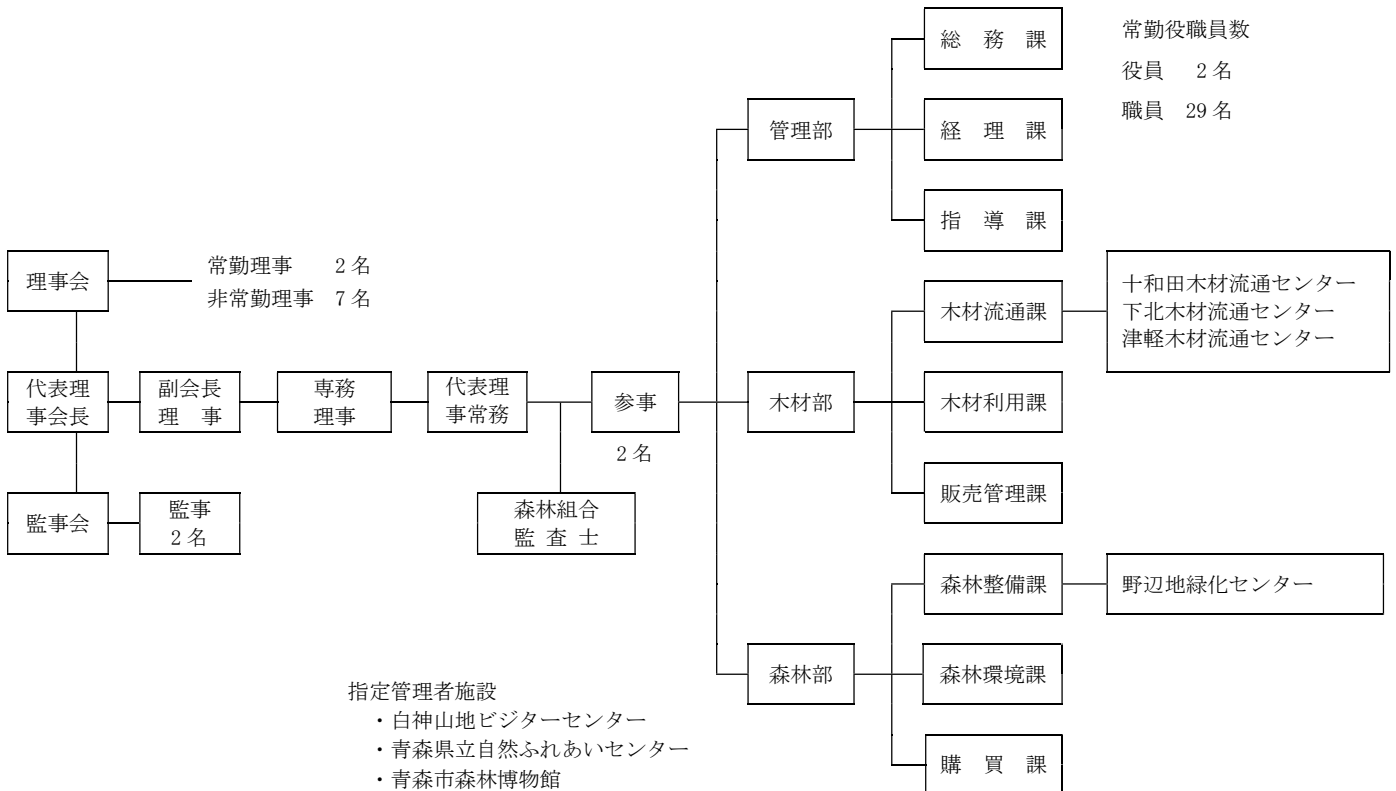 総　務　課
常勤役職員数
役員　2名
職員　29名
管理部
経　理　課
指　導　課
理事会
常勤理事　2名
非常勤理事　7名
木材流通課
十和田木材流通センター
下北木材流通センター
津軽木材流通センター
代表理
事会長
副会長
理　事
専務
理事
代表理
事常務
参事
2名
木材部
木材利用課
監事会
監事
2名
森林組合
監 査 士
販売管理課
森林整備課
野辺地緑化センター
森林部
森林環境課
購　買　課
指定管理者施設
・白神山地ビジターセンター
・青森県立自然ふれあいセンター
・青森市森林博物館